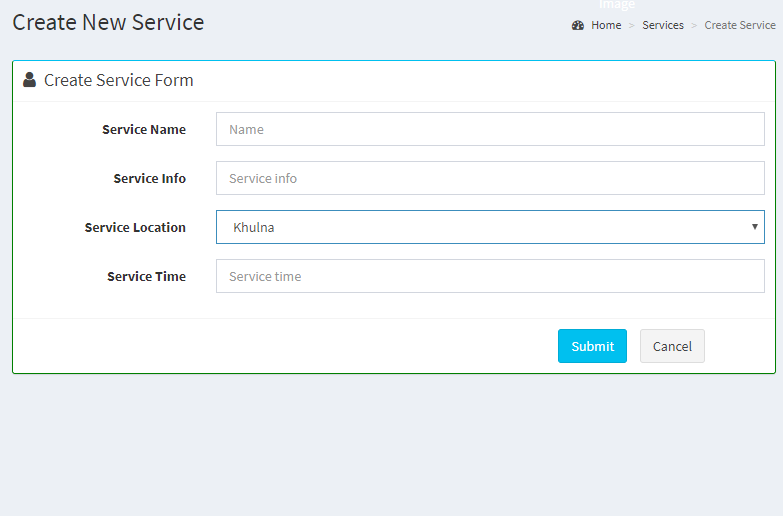 Image
Create New Service
Home > Services > Create Service
Create Service Form
Service Name Name
Service Info Service info
Service Location Khulna
Service Time Service time
Submit Cancel